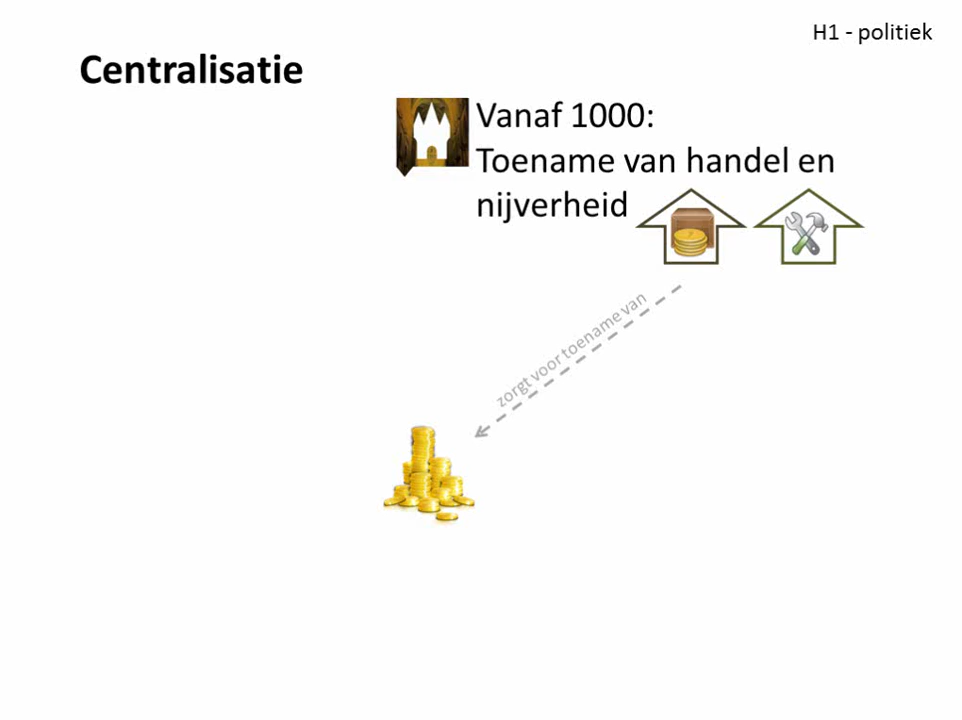 H1 - politiek
Centralisatie
Vanaf 1000:
Toename van handel en
nijverheid
zorgt voor toename van